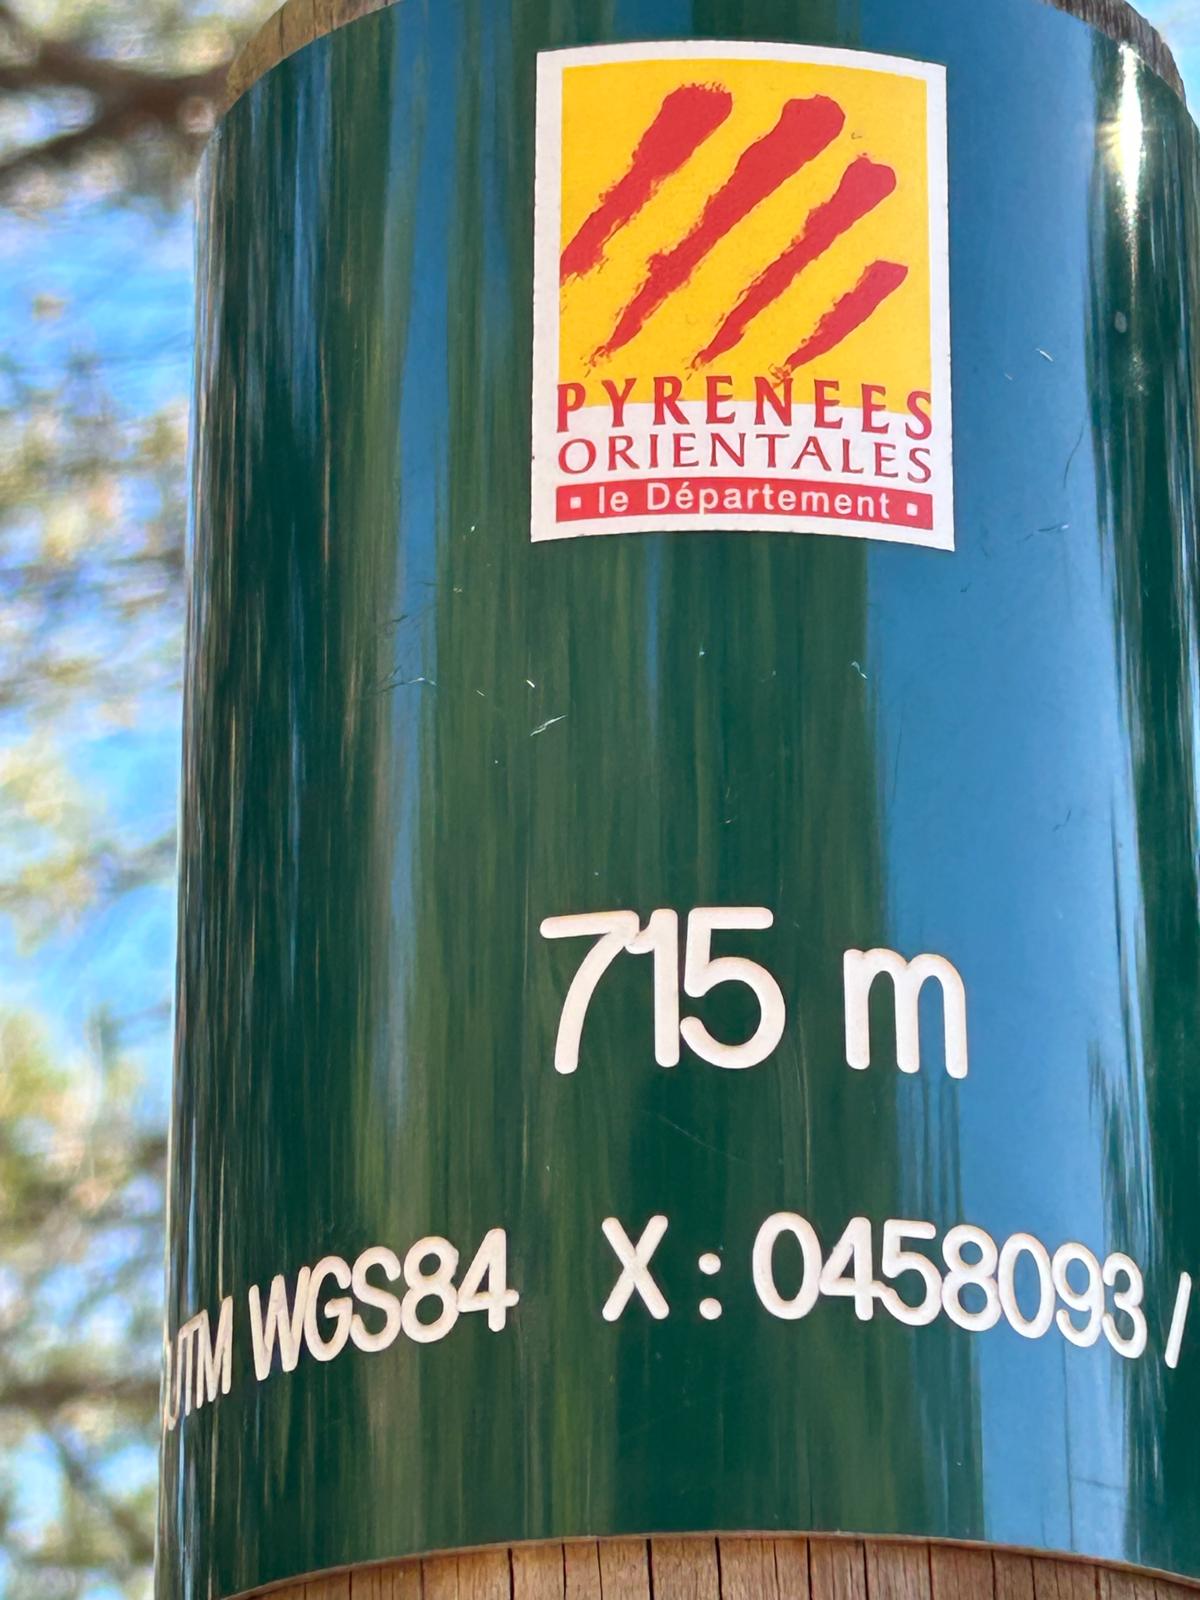 PYRENEES
ORIENTALES
le Département
715 m
UTM WGS84 X : 0458093 /